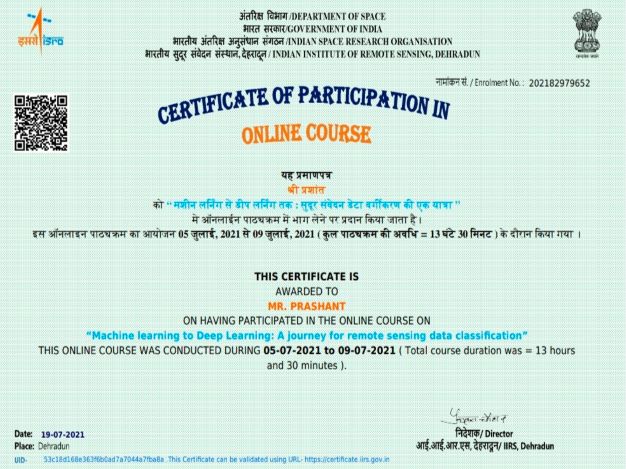 अंतरिक्ष विभाग /DEPARTMENT OF SPACE
भारत सरकार/GOVERNMENT OF INDIA
भारतीय अंतरिक्ष अनुसंधान संगठन /INDIAN SPACE RESEARCH ORGANISATION
भारतीय सुदूर संवेदन संस्थान, देहरादून / INDIAN INSTITUTE OF REMOTE SENSING, DEHRADUN
इसरो isro
नामांकन सं. / Enrolment No. : 202182979652
CERTIFICATE OF PARTICIPATION IN
ONLINE COURSE
यह प्रमाणपत्र
श्री प्रशांत
को “ मशीन लर्निंग से डीप लर्निंग तक : सुदूर संवेदन डेटा वर्गीकरण की एक यात्रा ”
में ऑनलाईन पाठ्यक्रम में भाग लेने पर प्रदान किया जाता है ।
इस ऑनलाइन पाठ्यक्रम का आयोजन 05 जुलाई, 2021 से 09 जुलाई, 2021 ( कुल पाठ्यक्रम की अवधि = 13 घंटे 30 मिनट ) के दौरान किया गया ।
THIS CERTIFICATE IS
AWARDED TO
MR. PRASHANT
ON HAVING PARTICIPATED IN THE ONLINE COURSE ON
“Machine learning to Deep Learning: A journey for remote sensing data classification”
THIS ONLINE COURSE WAS CONDUCTED DURING 05-07-2021 to 09-07-2021 ( Total course duration was = 13 hours
and 30 minutes ).
निदेशक/ Director
आई.आई.आर.एस, देहरादून/ IIRS, Dehradun
Date: 19-07-2021
Place: Dehradun
UID- 53c18d168e363f6b0ad7a7044a7fba8a .This Certificate can be validated using URL- https://certificate.iirs.gov.in